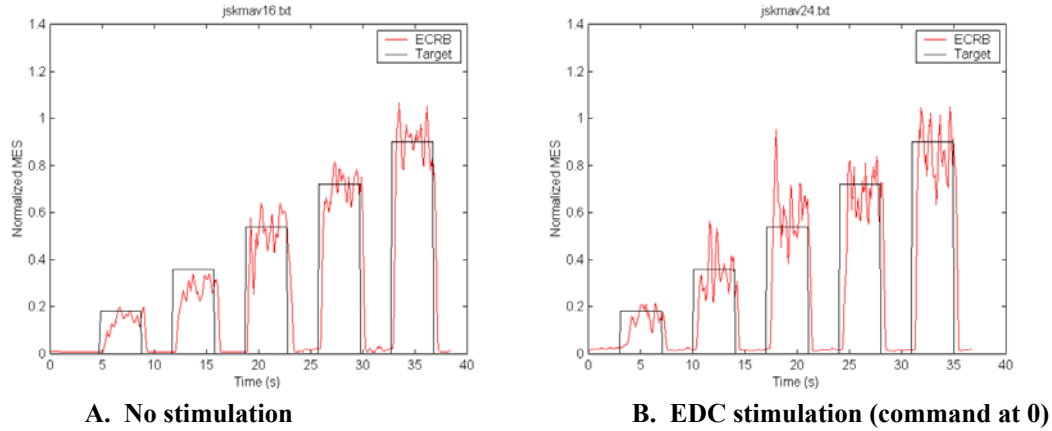 jskmav16.txt
1.4
1.2
1
0.8
0.6
0.4
0.2
0
Normalized MES
ECRB
Target
0 5 10 15 20 25 30 35 40
Time (s)
A. No stimulation
jskmav24.txt
1.4
1.2
1
0.8
0.6
0.4
0.2
0
Normalized MES
ECRB
Target
0 5 10 15 20 25 30 35 40
Time (s)
B. EDC stimulation (command at 0)